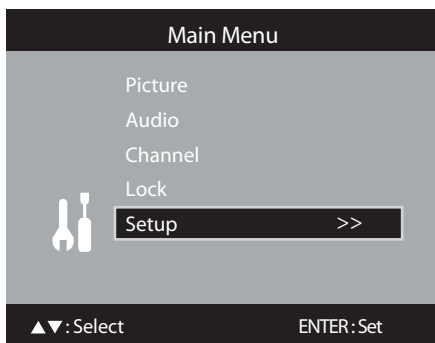 Main Menu
Picture
Audio
Channel
Lock
Setup >>
▲▼: Select ENTER : Set